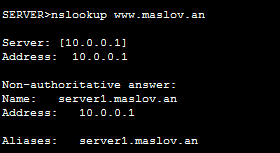 SERVER>nslookup www.maslov.an
Server: [10.0.0.1]
Address:  10.0.0.1
Non-authoritative answer:
Name:   server1.maslov.an
Address:   10.0.0.1
Aliases:   server1.maslov.an